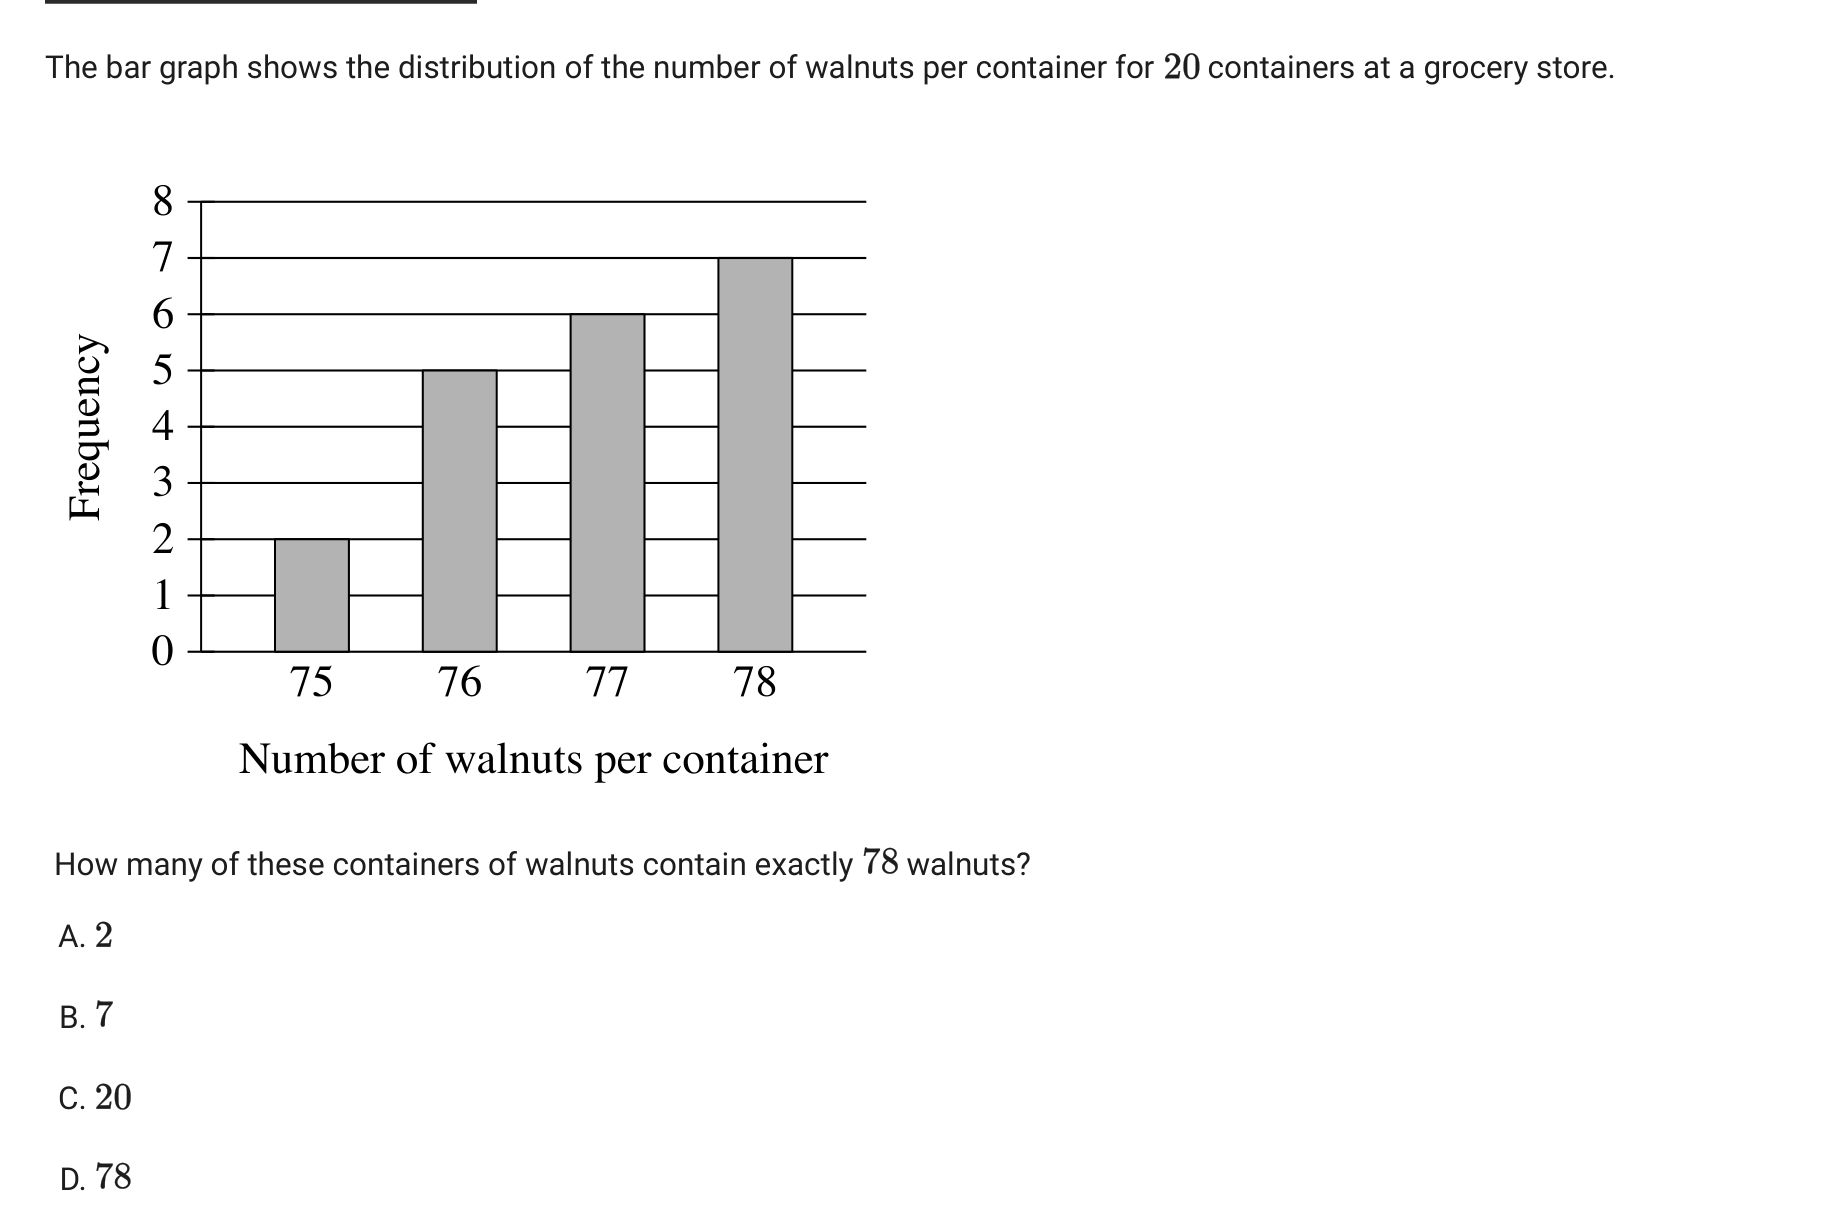 The bar graph shows the distribution of the number of walnuts per container for 20 containers at a grocery store.
8
7
6
5
4
3
2
1
0
Frequency
75 76 77 78
Number of walnuts per container
How many of these containers of walnuts contain exactly 78 walnuts?
A. 2
B. 7
C. 20
D. 78